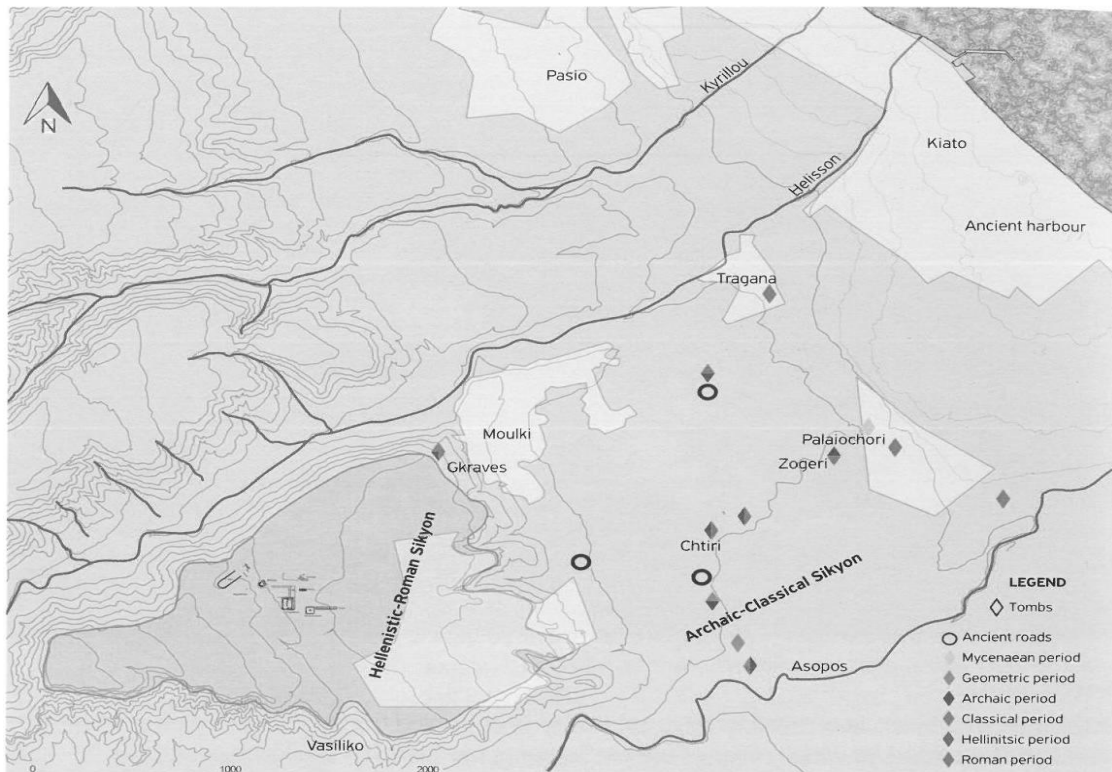 Pasio
Kyrillou
Kiato
Helisson
Ancient harbour
N
Tragana
Moulki
Palaiochori
Zogeri
Gkraves
Chtiri
Hellenistic-Roman Sikyon
Archaic-Classical Sikyon
Asopos
Vasiliko
LEGEND
Tombs
Ancient roads
Mycenaean period
Geometric period
Archaic period
Classical period
Hellinitsic period
Roman period
0 1000 2000